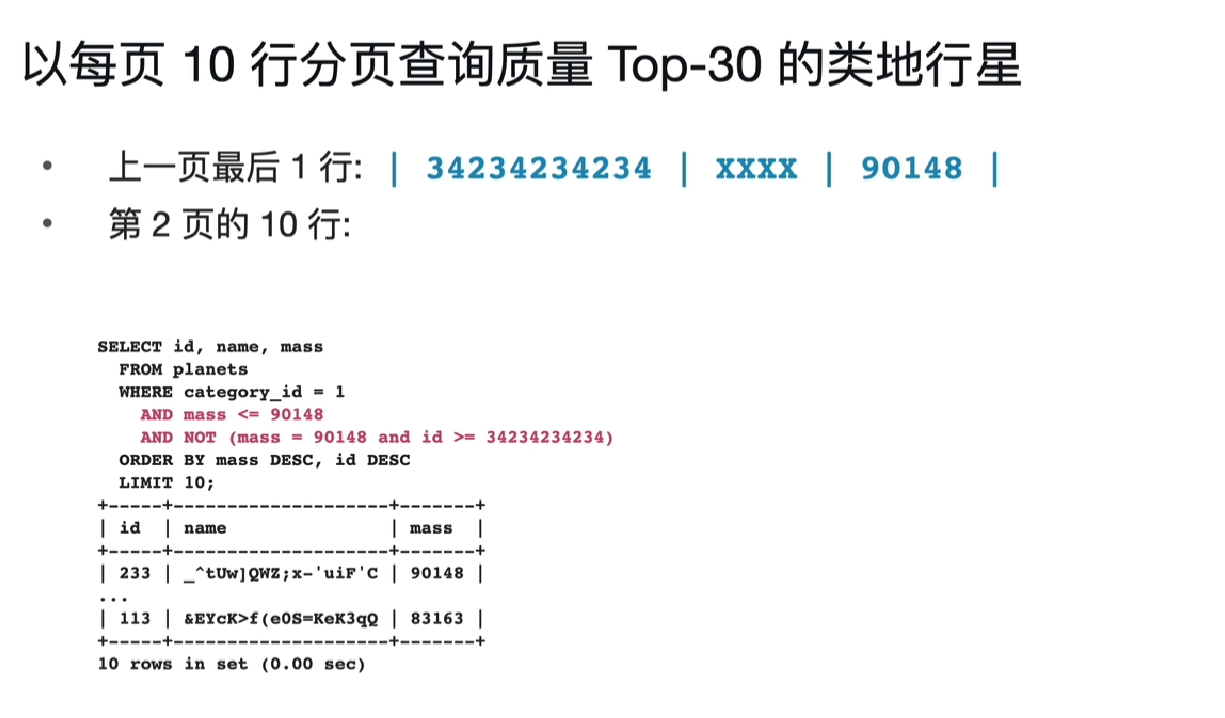 以每页 10 行分页查询质量 Top-30 的类地行星
• 上一页最后 1 行: | 34234234234 | XXXX | 90148 |
• 第 2 页的 10 行:
SELECT id, name, mass
FROM planets
WHERE category_id = 1
AND mass <= 90148
AND NOT (mass = 90148 and id >= 34234234234)
ORDER BY mass DESC, id DESC
LIMIT 10;
+-----+--------------------+-------+
| id | name | mass |
+-----+--------------------+-------+
| 233 | _^tUw]QWZ;x-'uiF'C | 90148 |
...
| 113 | &EYcK>f(e0S=KeK3qQ | 83163 |
+-----+--------------------+-------+
10 rows in set (0.00 sec)